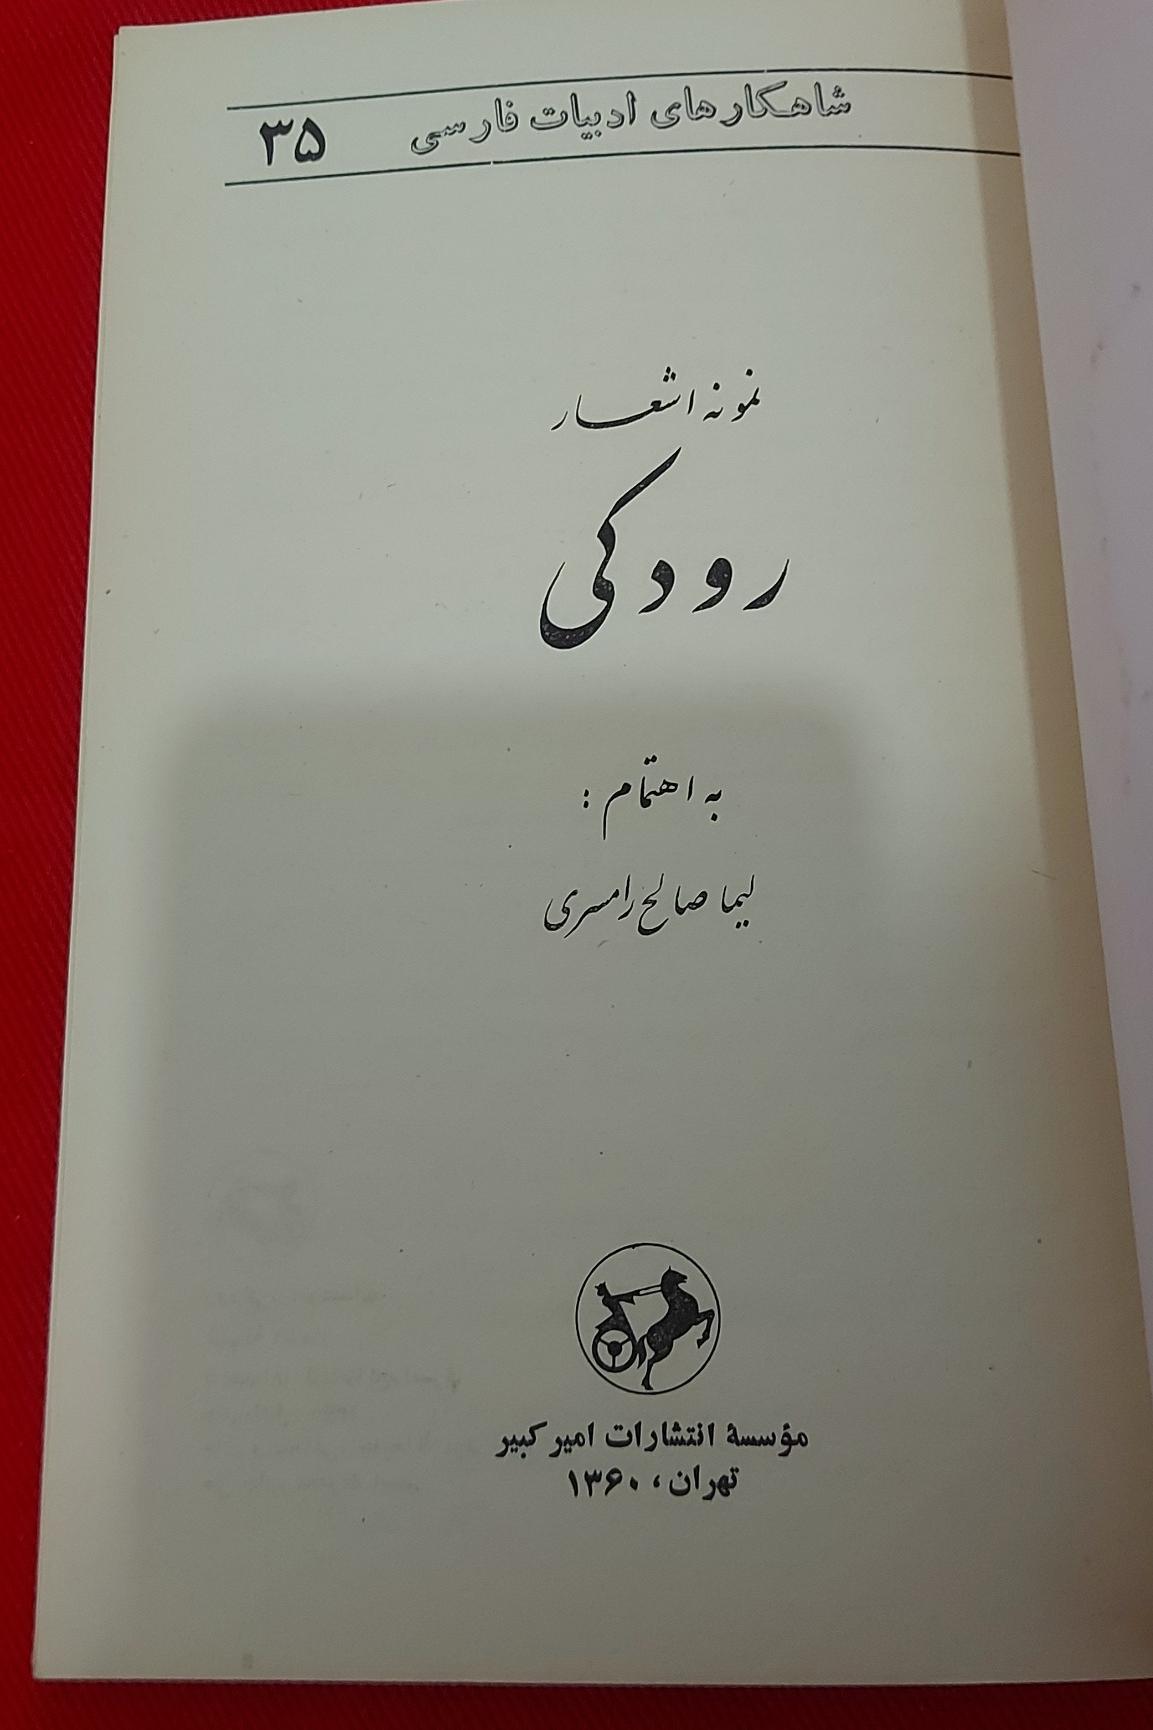 شاهکارهای ادبیات فارسی ۳۵
نمونه اشعار
رودکی
به اهتمام :
لیما صالح رامسری
مؤسسهٔ انتشارات امیرکبیر
تهران، ۱۳۶۰